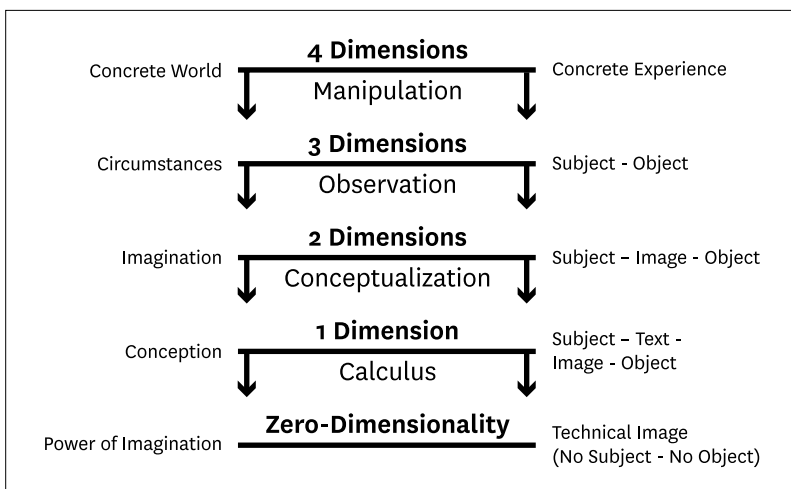 4 Dimensions
Concrete World
Concrete Experience
Manipulation
3 Dimensions
Circumstances
Subject - Object
Observation
2 Dimensions
Imagination
Subject – Image - Object
Conceptualization
1 Dimension
Conception
Subject – Text -
Image - Object
Calculus
Zero-Dimensionality
Power of Imagination
Technical Image
(No Subject - No Object)